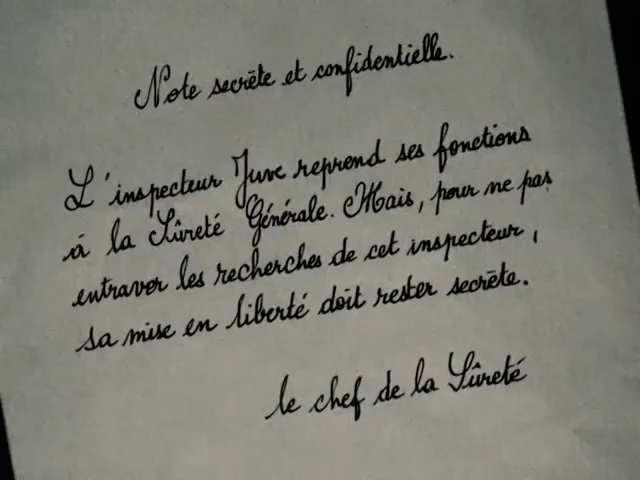 Note secrète et confidentielle.
L'inspecteur Juve reprend ses fonctions
à la Sûreté Générale. Mais, pour ne pas
entraver les recherches de cet inspecteur,
sa mise en liberté doit rester secrète.
le chef de la Sûreté